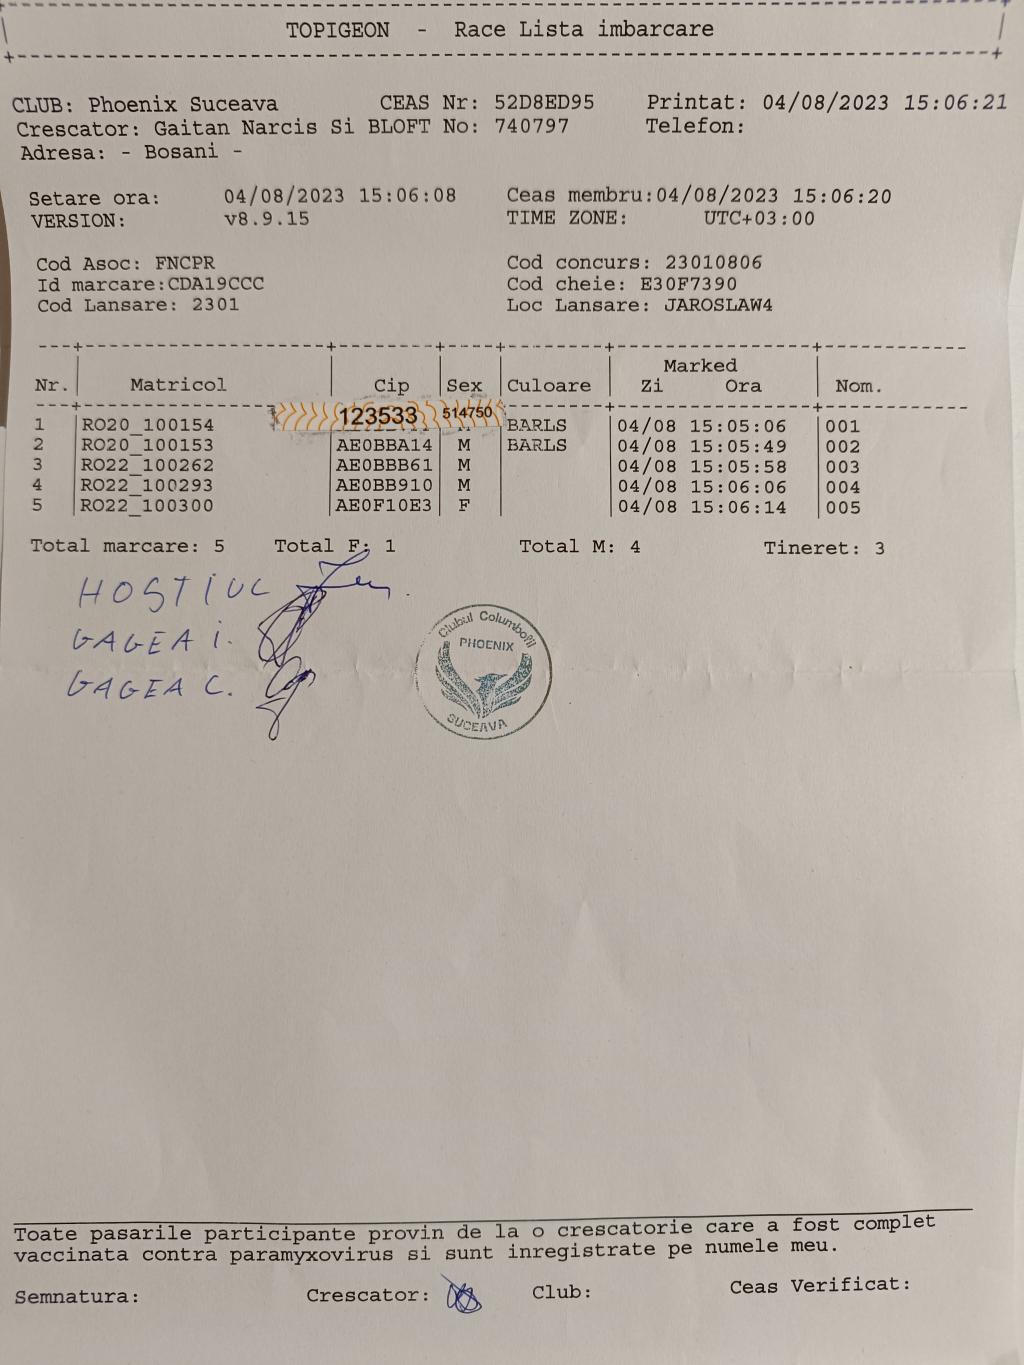 TOPIGEON - Race Lista imbarcare
CLUB: Phoenix Suceava CEAS Nr: 52D8ED95 Printat: 04/08/2023 15:06:21
Crescator: Gaitan Narcis Si BLOFT No: 740797 Telefon:
Adresa: - Bosani -
Setare ora: 04/08/2023 15:06:08 Ceas membru:04/08/2023 15:06:20
VERSION: v8.9.15 TIME ZONE: UTC+03:00
Cod Asoc: FNCPR Cod concurs: 23010806
Id marcare:CDA19CCC Cod cheie: E30F7390
Cod Lansare: 2301 Loc Lansare: JAROSLAW4
Marked
Nr. Matricol Cip Sex Culoare Zi Ora Nom.
123533 514750
1 RO20_100154 M BARLS 04/08 15:05:06 001
2 RO20_100153 AE0BBA14 M BARLS 04/08 15:05:49 002
3 RO22_100262 AE0BBB61 M 04/08 15:05:58 003
4 RO22_100293 AE0BB910 M 04/08 15:06:06 004
5 RO22_100300 AE0F10E3 F 04/08 15:06:14 005
Total marcare: 5 Total F: 1 Total M: 4 Tineret: 3
HOSTIUC
GAGEA i.
GAGEA C.
Clubul Columbofil
PHOENIX
SUCEAVA
Toate pasarile participante provin de la o crescatorie care a fost complet
vaccinata contra paramyxovirus si sunt inregistrate pe numele meu.
Semnatura: Crescator: Club: Ceas Verificat: